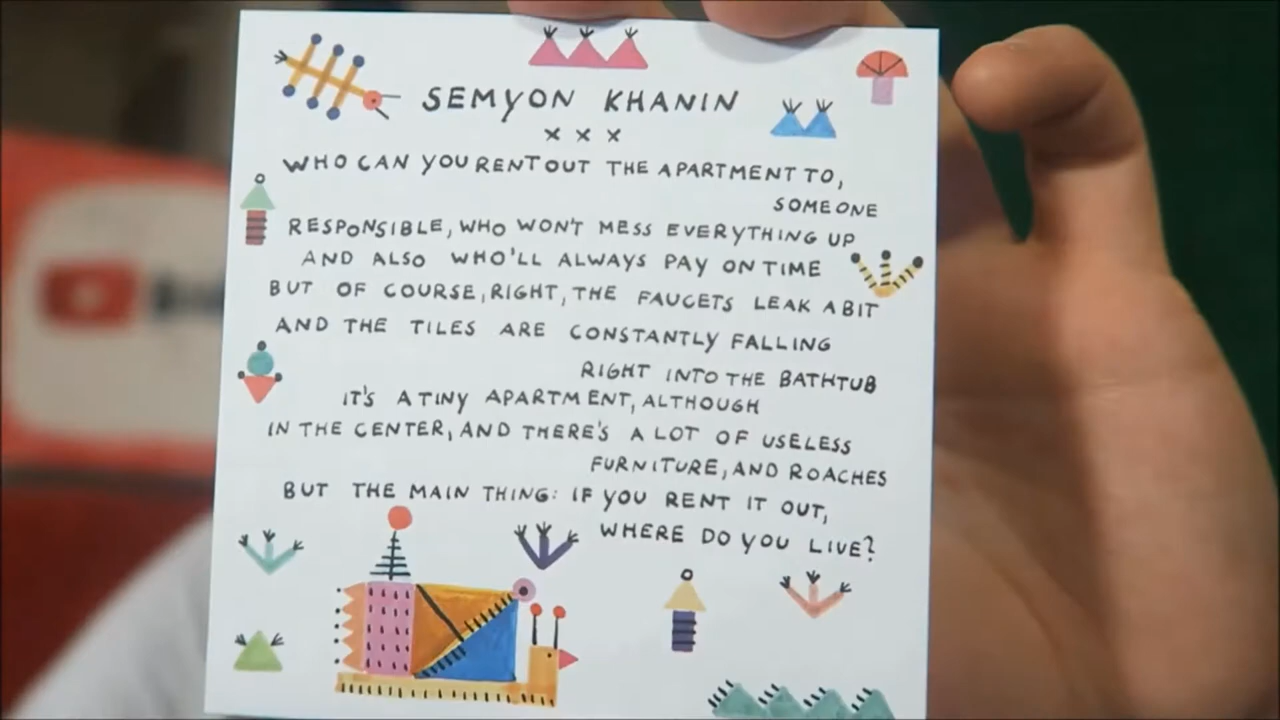 SEMYON KHANIN
x x x
WHO CAN YOU RENT OUT THE APARTMENT TO,
SOMEONE
RESPONSIBLE, WHO WON'T MESS EVERYTHING UP
AND ALSO WHO'LL ALWAYS PAY ON TIME
BUT OF COURSE, RIGHT, THE FAUCETS LEAK A BIT
AND THE TILES ARE CONSTANTLY FALLING
RIGHT INTO THE BATHTUB
IT'S A TINY APARTMENT, ALTHOUGH
IN THE CENTER, AND THERE'S A LOT OF USELESS
FURNITURE, AND ROACHES
BUT THE MAIN THING: IF YOU RENT IT OUT,
WHERE DO YOU LIVE?